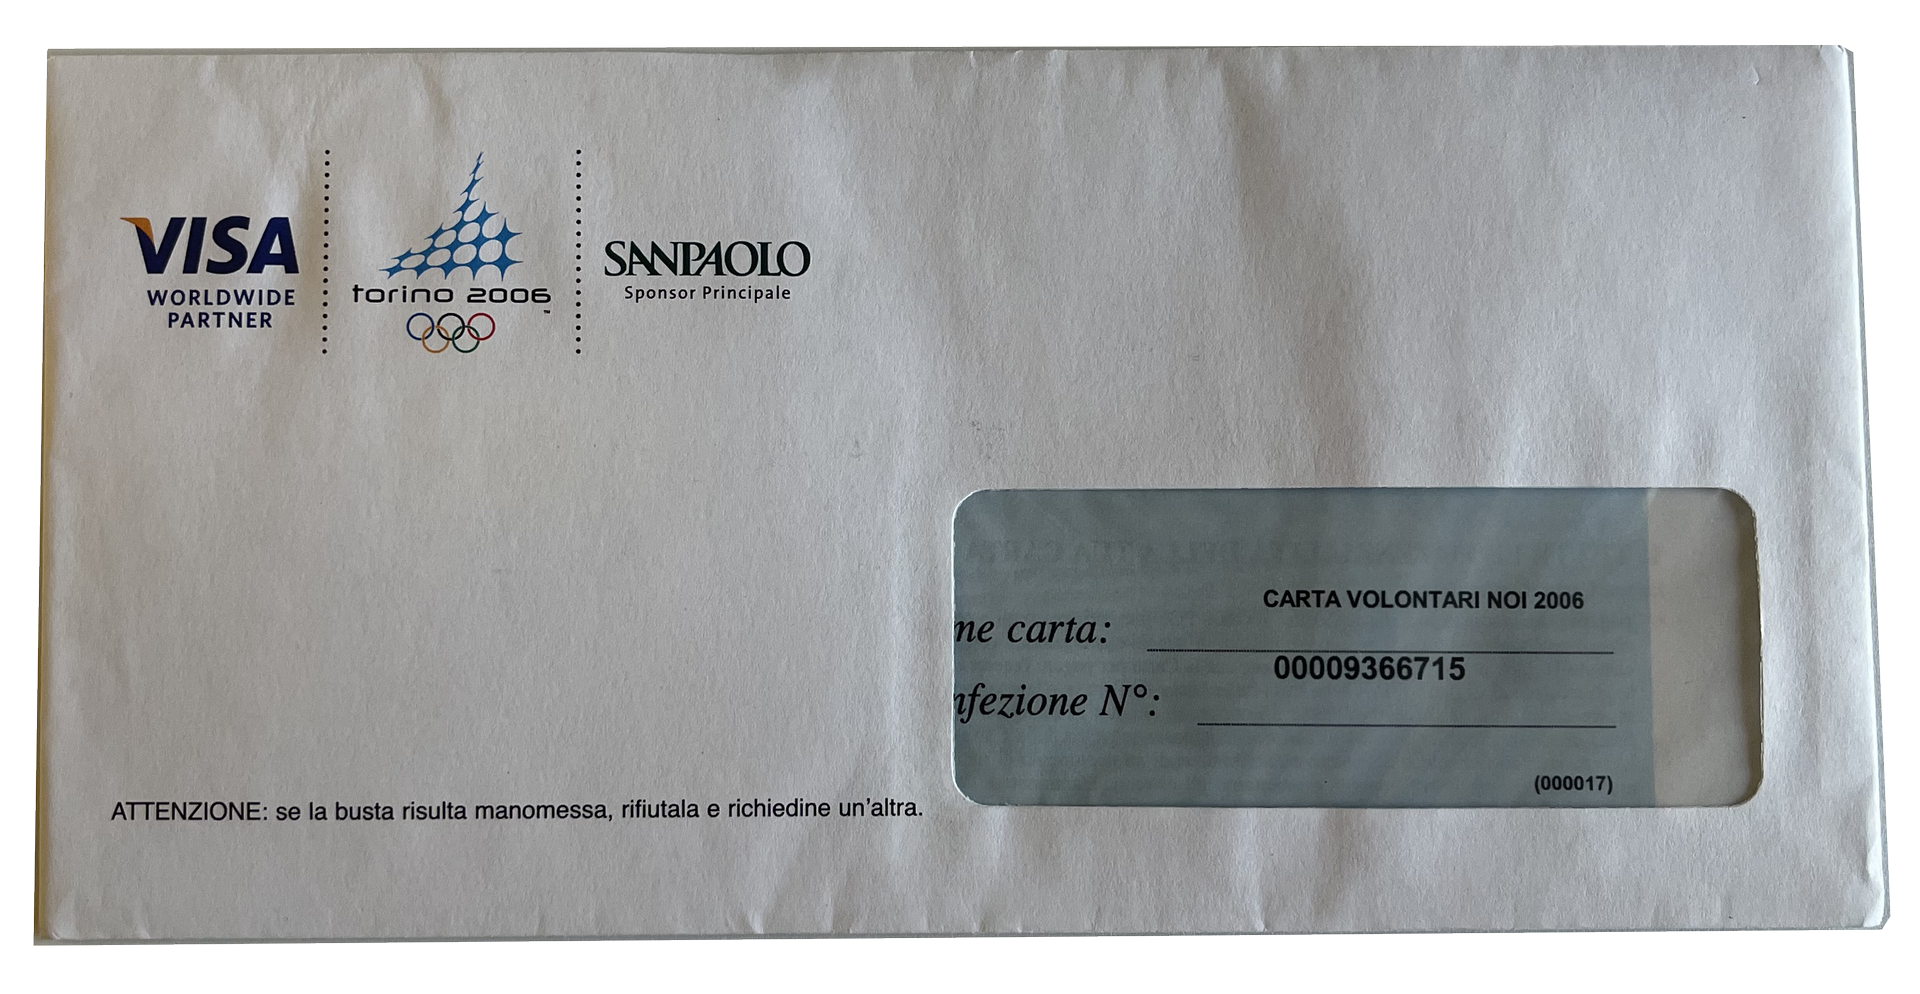 VISA
WORLDWIDE
PARTNER
torino 2006
™
SANPAOLO
Sponsor Principale
CARTA VOLONTARI NOI 2006
me carta:
00009366715
nfezione N°:
(000017)
ATTENZIONE: se la busta risulta manomessa, rifiutala e richiedine un'altra.